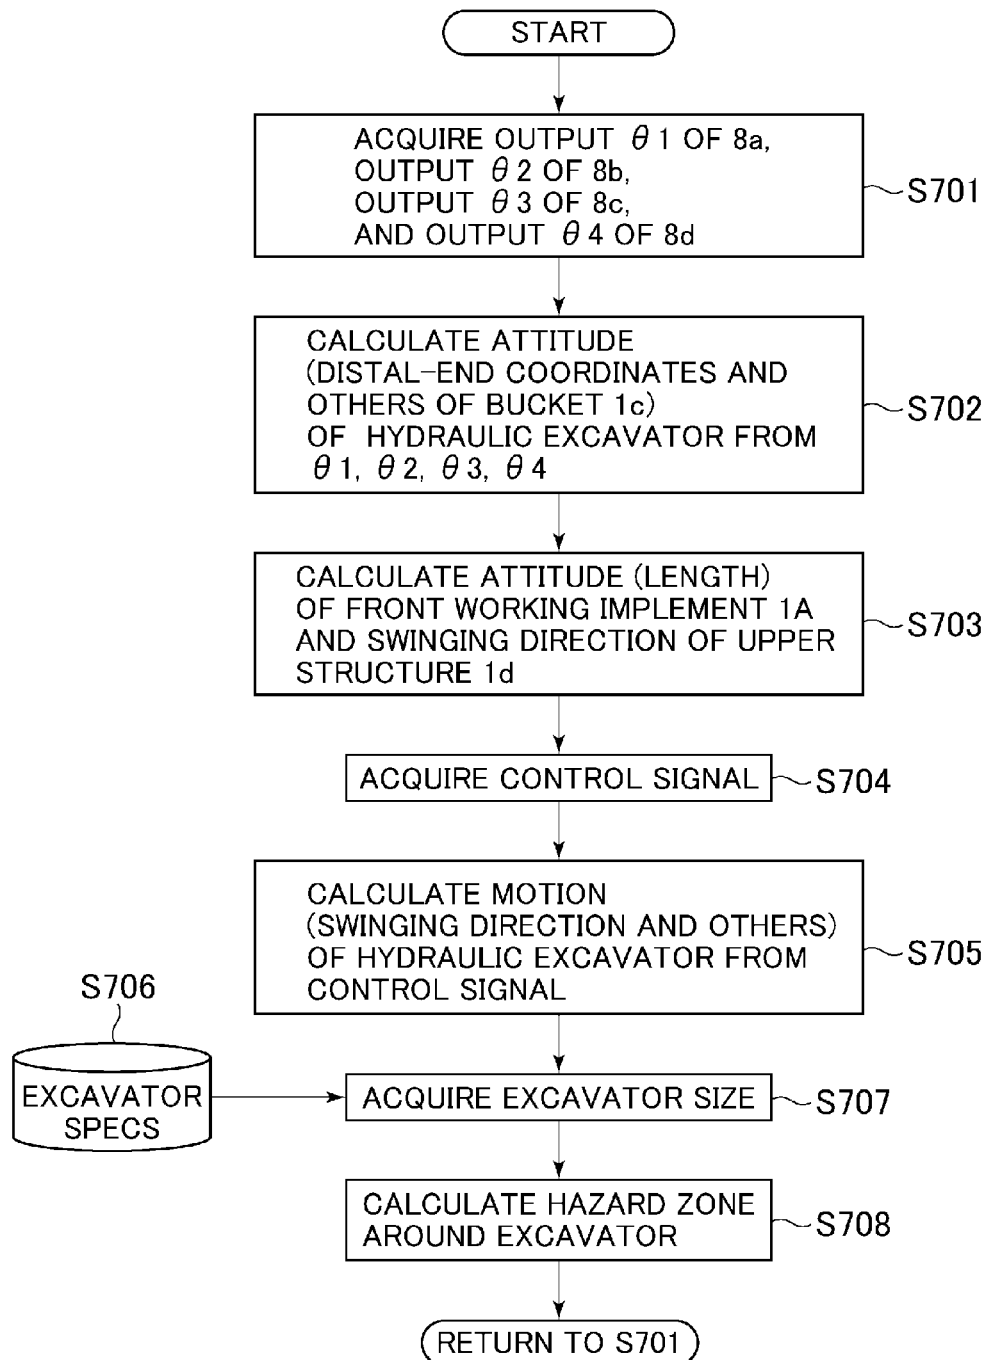 START
ACQUIRE OUTPUT θ1 OF 8a,
OUTPUT θ2 OF 8b,
OUTPUT θ3 OF 8c,
AND OUTPUT θ4 OF 8d
S701
CALCULATE ATTITUDE
(DISTAL-END COORDINATES AND
OTHERS OF BUCKET 1c)
OF HYDRAULIC EXCAVATOR FROM
θ1, θ2, θ3, θ4
S702
CALCULATE ATTITUDE (LENGTH)
OF FRONT WORKING IMPLEMENT 1A
AND SWINGING DIRECTION OF UPPER
STRUCTURE 1d
S703
ACQUIRE CONTROL SIGNAL
S704
CALCULATE MOTION
(SWINGING DIRECTION AND OTHERS)
OF HYDRAULIC EXCAVATOR FROM
CONTROL SIGNAL
S705
S706
EXCAVATOR
SPECS
ACQUIRE EXCAVATOR SIZE
S707
CALCULATE HAZARD ZONE
AROUND EXCAVATOR
S708
RETURN TO S701